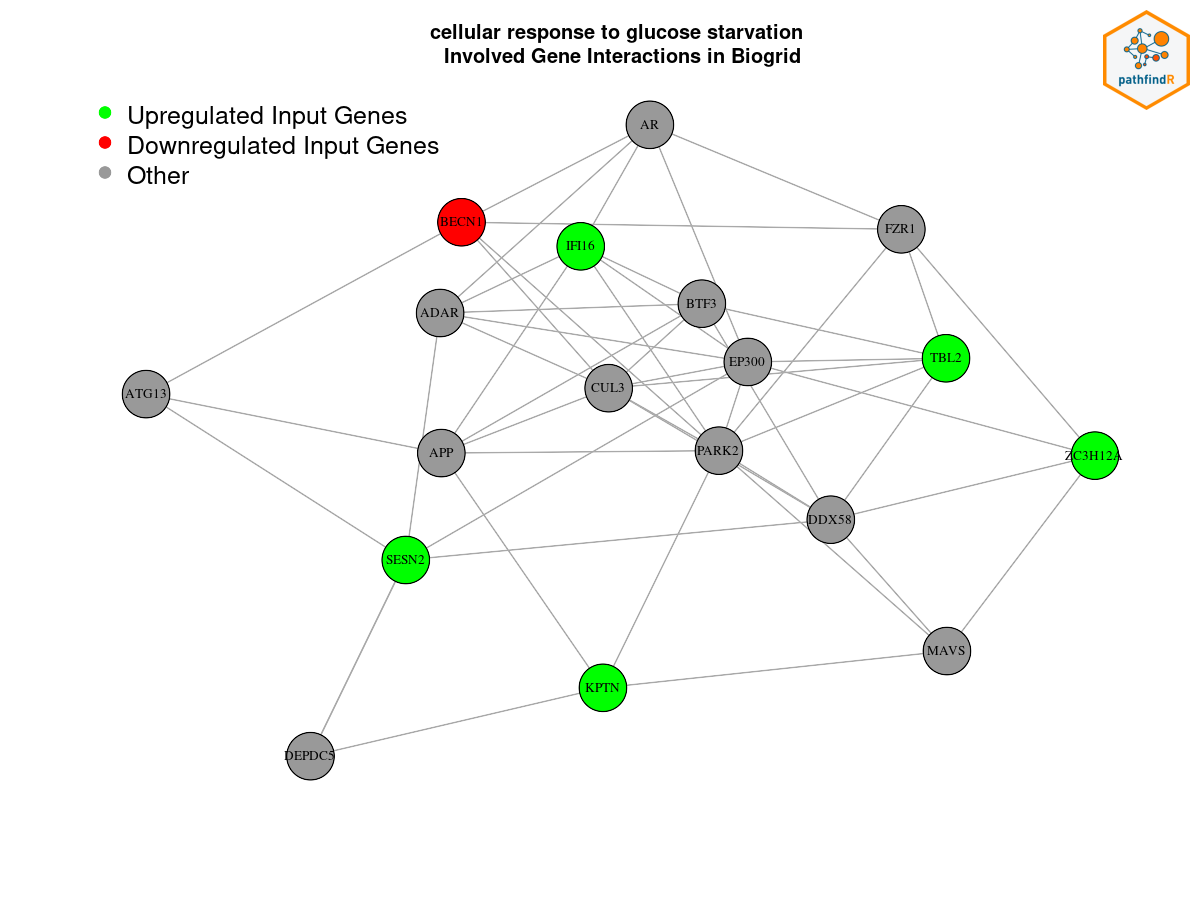 cellular response to glucose starvation
Involved Gene Interactions in Biogrid
pathfindR
Upregulated Input Genes
Downregulated Input Genes
Other
AR
BECN1
FZR1
IFI16
BTF3
ADAR
TBL2
EP300
CUL3
ATG13
PARK2
APP
ZC3H12A
DDX58
SESN2
MAVS
KPTN
DEPDC5